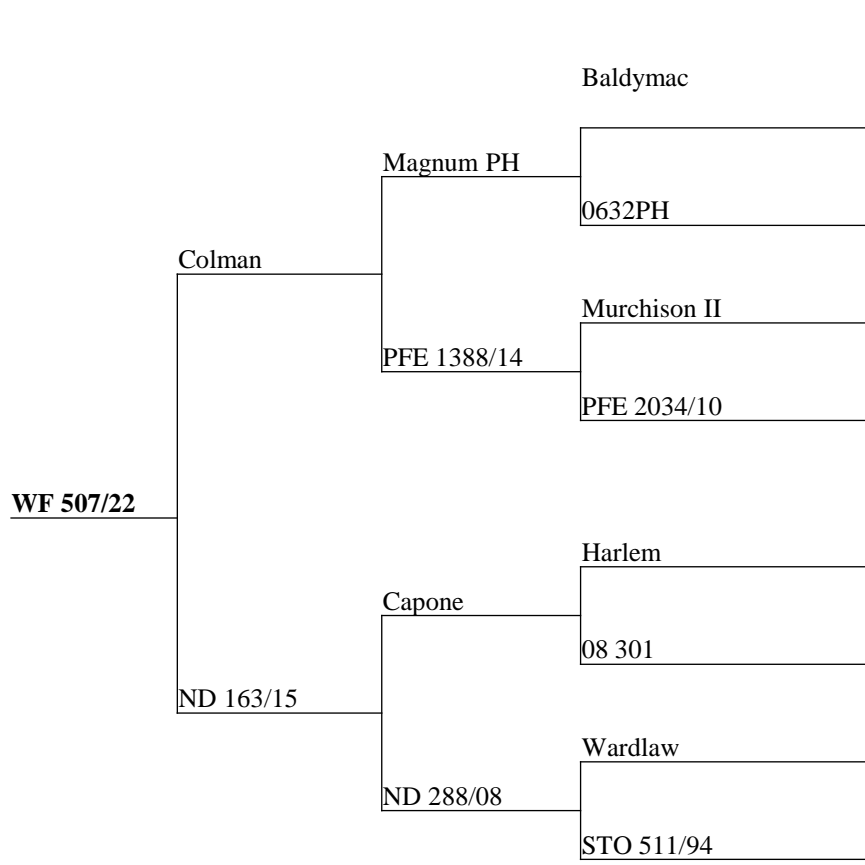 Baldymac
Magnum PH
0632PH
Colman
Murchison II
PFE 1388/14
PFE 2034/10
WF 507/22
Harlem
Capone
08 301
ND 163/15
Wardlaw
ND 288/08
STO 511/94